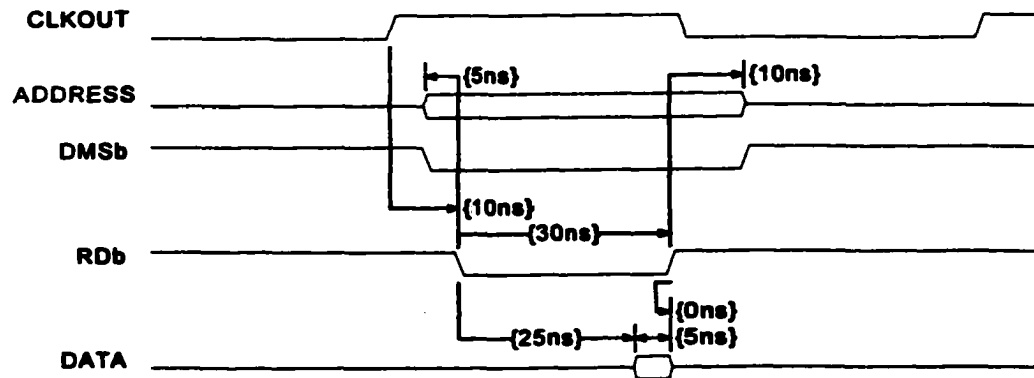 CLKOUT
{5ns}
{10ns}
ADDRESS
DMSb
{10ns}
{30ns}
RDb
{0ns}
{25ns}
{5ns}
DATA